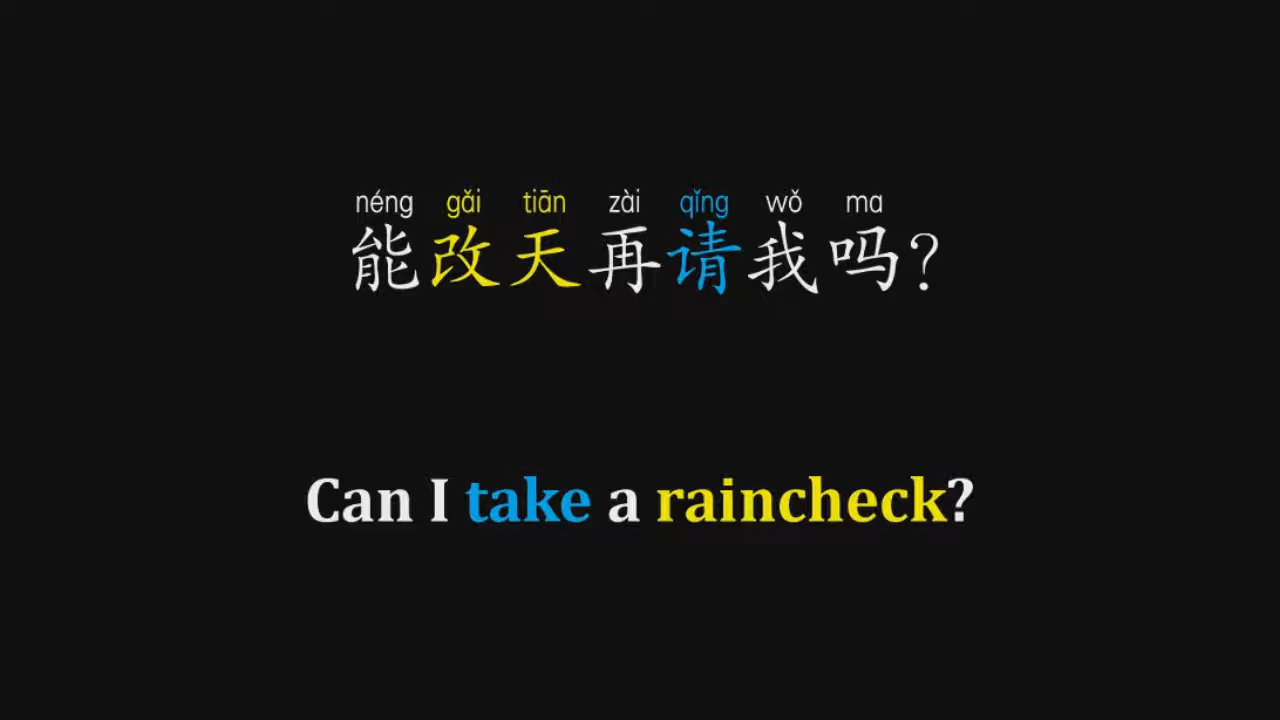 néng gǎi tiān zài qǐng wǒ ma
能改天再请我吗？
Can I take a raincheck?